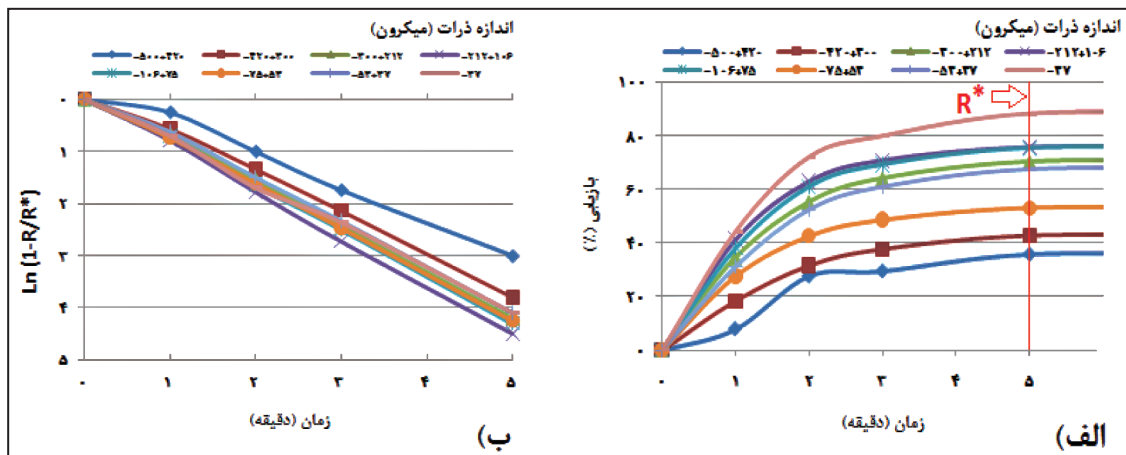 اندازه ذرات (میکرون)
-۵۰۰+۴۲۰ -۴۲۰+۳۰۰ -۳۰۰+۲۱۲ -۲۱۲+۱۰۶
-۱۰۶+۷۵ -۷۵+۵۳ -۵۳+۳۷ -۳۷
۱۰۰
۸۰
۶۰
۴۰
۲۰
۰
بازیابی (٪)
R*
۰ ۱ ۲ ۳ ۴ ۵
زمان (دقیقه)
الف)
اندازه ذرات (میکرون)
-۵۰۰+۴۲۰ -۴۲۰+۳۰۰ -۳۰۰+۲۱۲ -۲۱۲+۱۰۶
-۱۰۶+۷۵ -۷۵+۵۳ -۵۳+۳۷ -۳۷
۰
۱
۲
۳
۴
۵
Ln (1-R/R*)
۰ ۱ ۲ ۳ ۴ ۵
زمان (دقیقه)
ب)